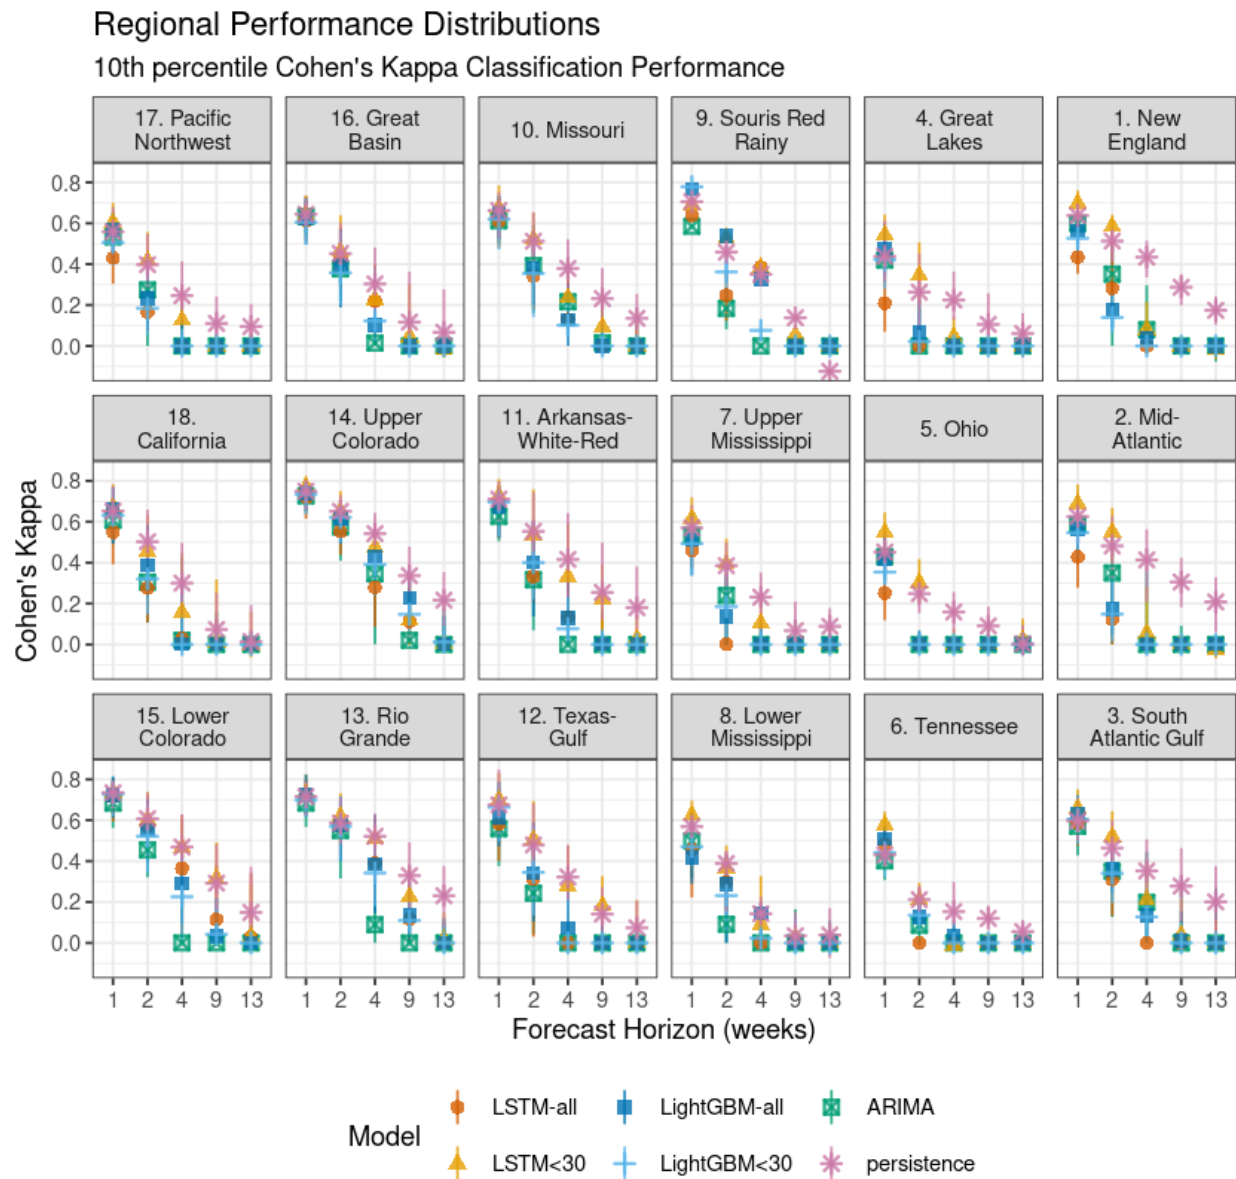 Regional Performance Distributions
10th percentile Cohen's Kappa Classification Performance
17. Pacific
Northwest
16. Great
Basin
10. Missouri
9. Souris Red
Rainy
4. Great
Lakes
1. New
England
0.8
0.6
0.4
0.2
0.0
18.
California
14. Upper
Colorado
11. Arkansas-
White-Red
7. Upper
Mississippi
5. Ohio
2. Mid-
Atlantic
0.8
0.6
0.4
0.2
0.0
Cohen's Kappa
15. Lower
Colorado
13. Rio
Grande
12. Texas-
Gulf
8. Lower
Mississippi
6. Tennessee
3. South
Atlantic Gulf
0.8
0.6
0.4
0.2
0.0
1 2 4 9 13
1 2 4 9 13
1 2 4 9 13
1 2 4 9 13
1 2 4 9 13
1 2 4 9 13
Forecast Horizon (weeks)
Model
LSTM-all
LightGBM-all
ARIMA
LSTM<30
LightGBM<30
persistence